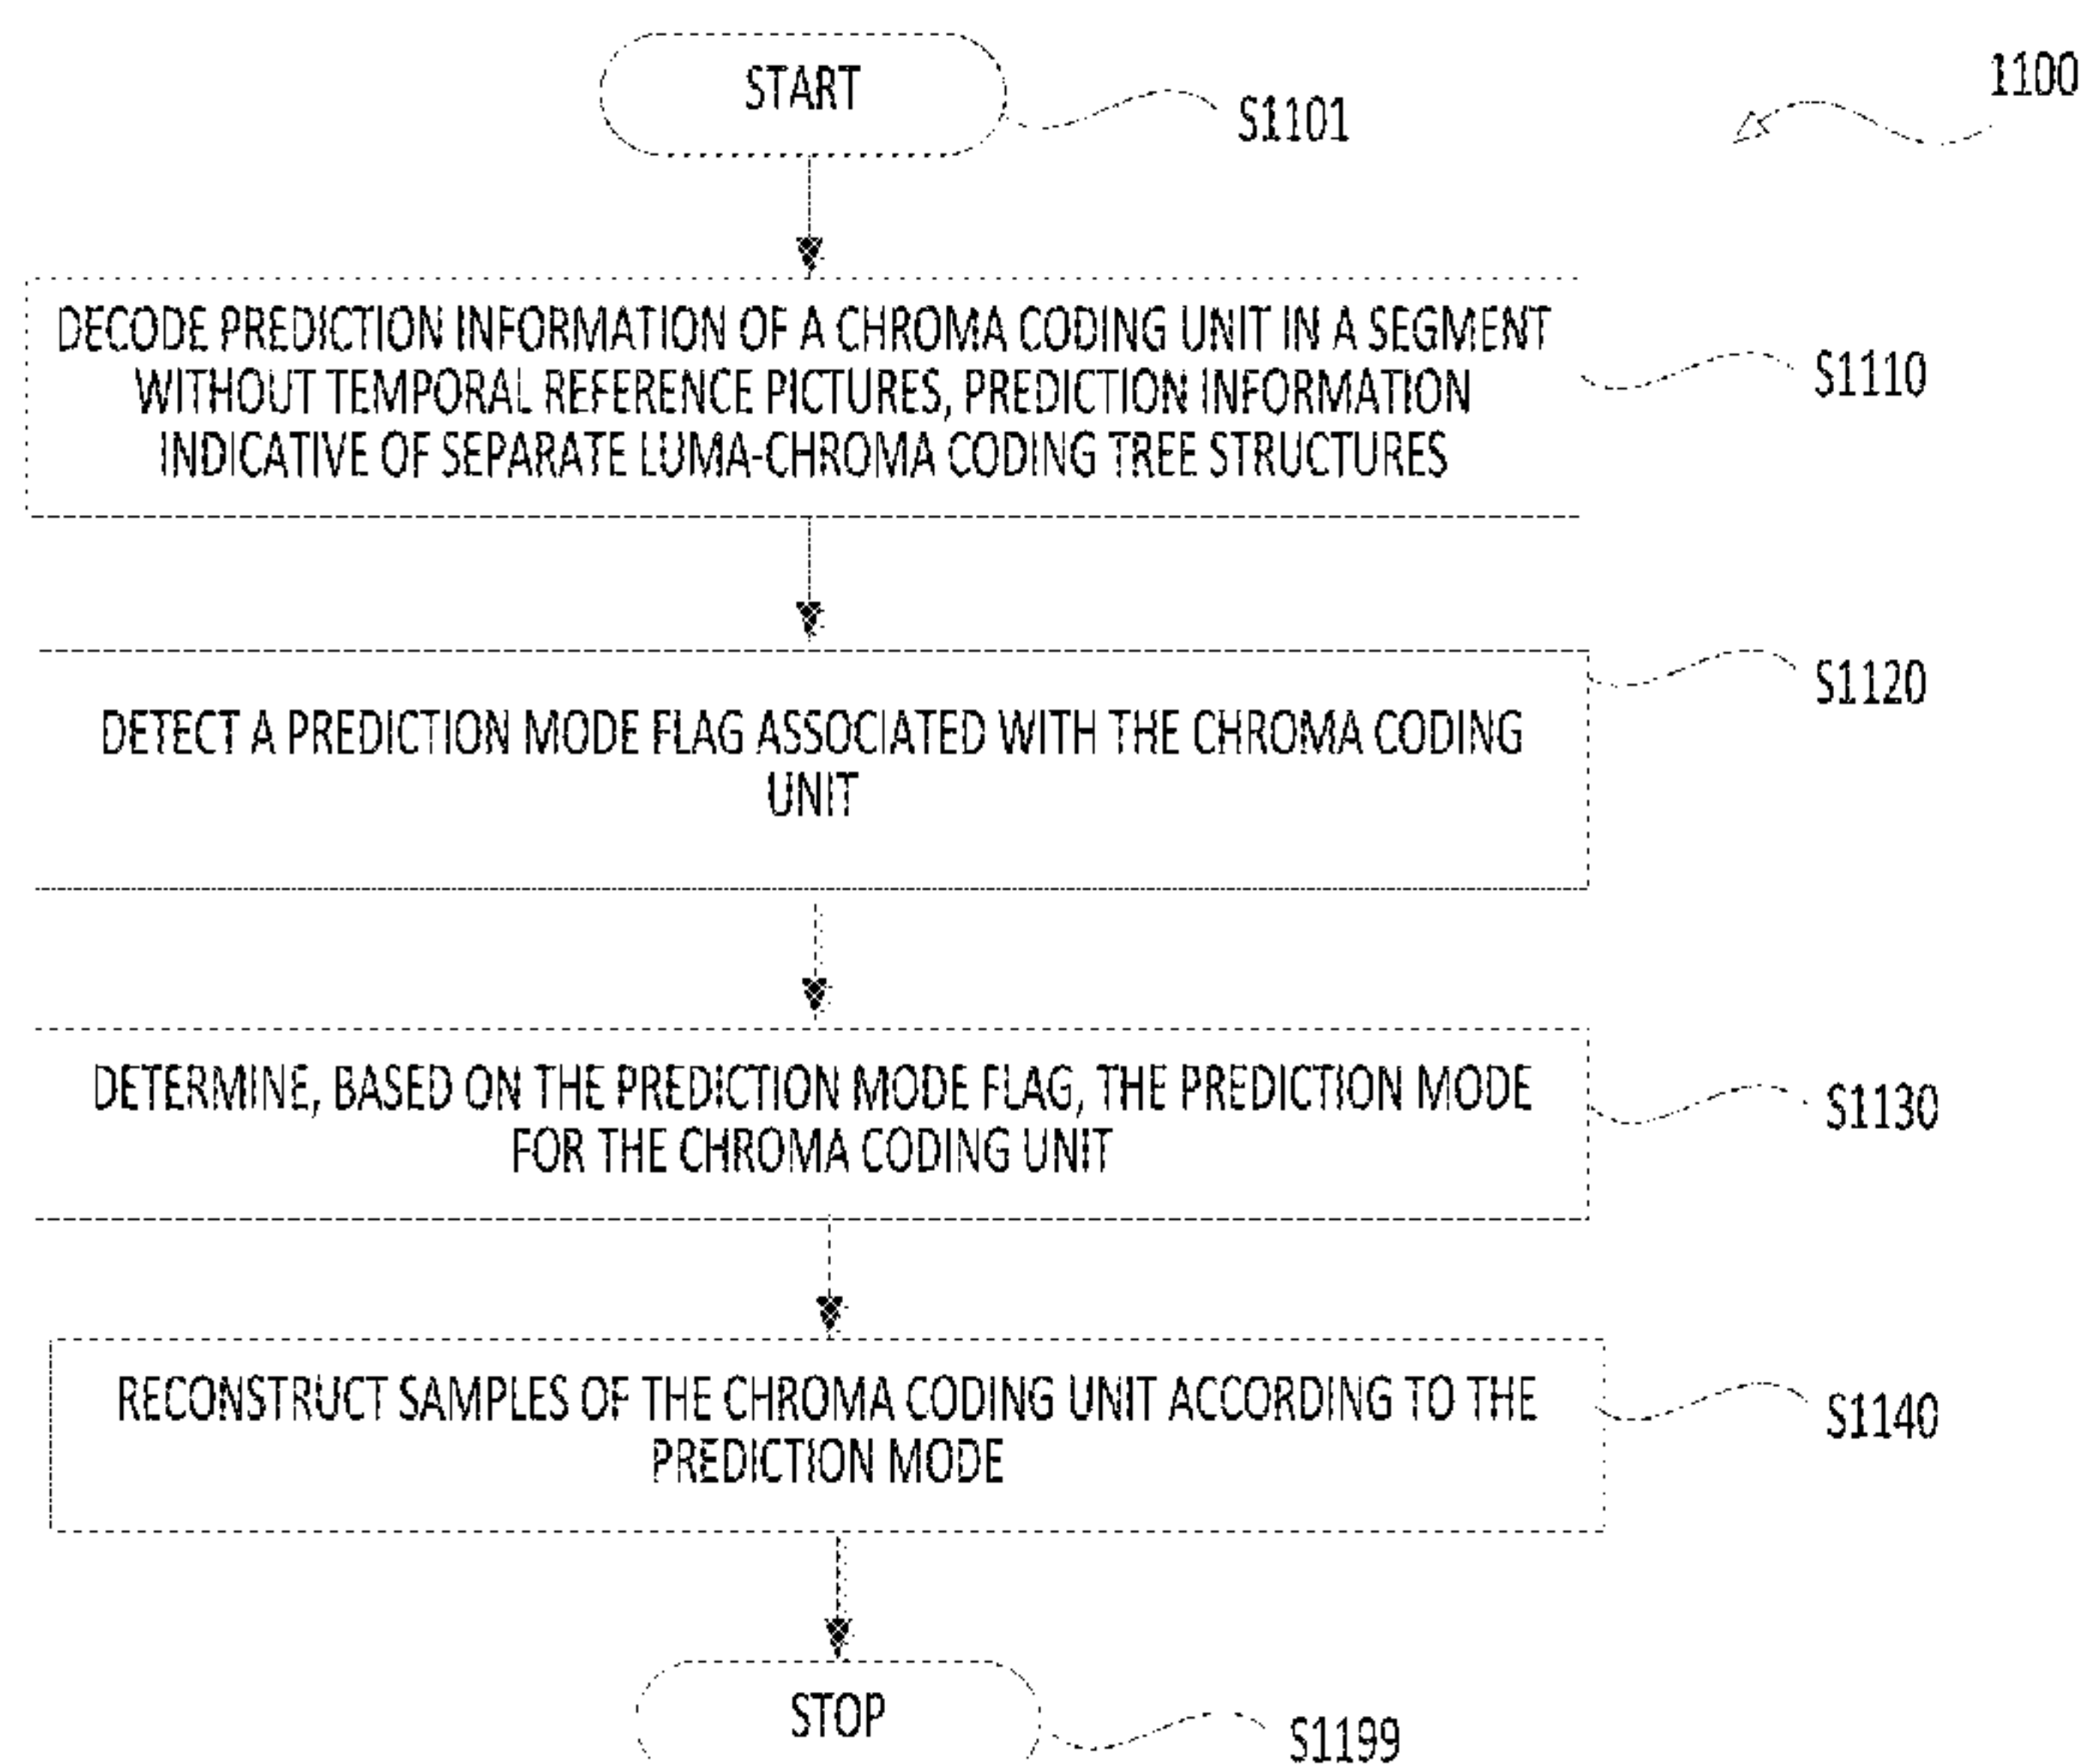 START
S1101
1100
DECODE PREDICTION INFORMATION OF A CHROMA CODING UNIT IN A SEGMENT
WITHOUT TEMPORAL REFERENCE PICTURES, PREDICTION INFORMATION
INDICATIVE OF SEPARATE LUMA-CHROMA CODING TREE STRUCTURES
S1110
DETECT A PREDICTION MODE FLAG ASSOCIATED WITH THE CHROMA CODING
UNIT
S1120
DETERMINE, BASED ON THE PREDICTION MODE FLAG, THE PREDICTION MODE
FOR THE CHROMA CODING UNIT
S1130
RECONSTRUCT SAMPLES OF THE CHROMA CODING UNIT ACCORDING TO THE
PREDICTION MODE
S1140
STOP
S1199